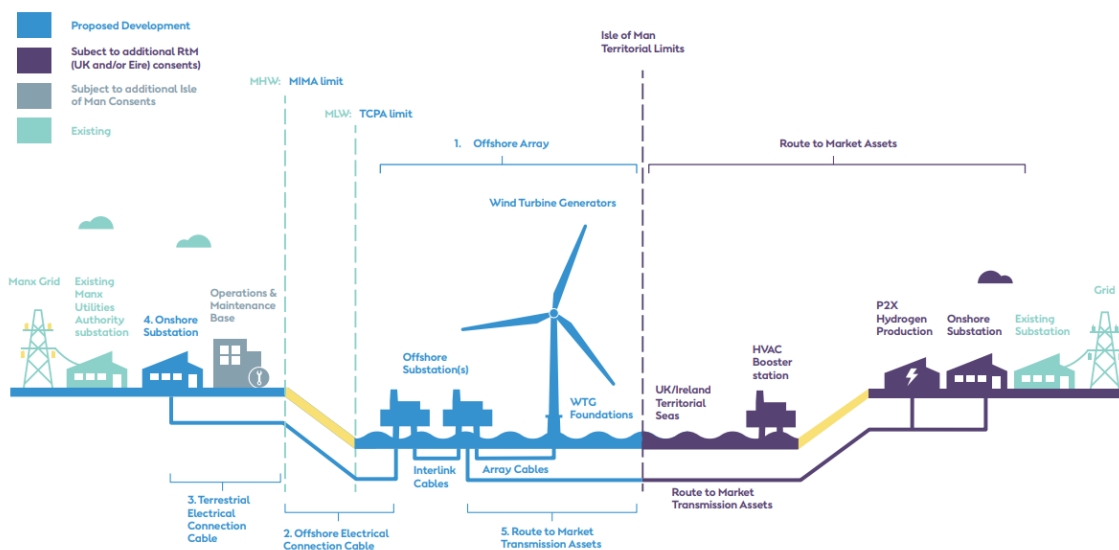 Proposed Development
Subect to additional RtM
(UK and/or Eire) consents)
Subject to additional Isle
of Man Consents
Existing
Isle of Man
Territorial Limits
MHW: MIMA limit
MLW: TCPA limit
1. Offshore Array
Route to Market Assets
Wind Turbine Generators
Manx Grid
Existing
Manx
Utilities
Authority
substation
4. Onshore
Substation
Operations &
Maintenance
Base
Offshore
Substation(s)
WTG
Foundations
UK/Ireland
Territorial
Seas
HVAC
Booster
station
P2X
Hydrogen
Production
Onshore
Substation
Existing
Substation
Grid
Interlink
Cables
Array Cables
Route to Market
Transmission Assets
3. Terrestrial
Electrical
Connection
Cable
2. Offshore Electrical
Connection Cable
5. Route to Market
Transmission Assets